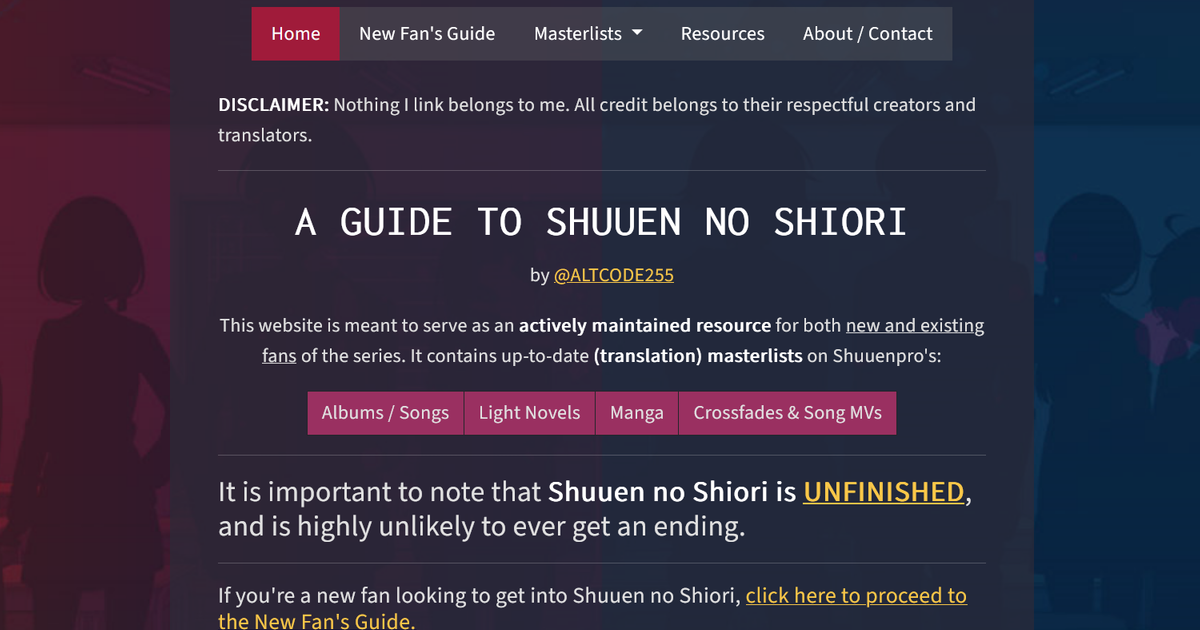 Home New Fan's Guide Masterlists Resources About / Contact
DISCLAIMER: Nothing I link belongs to me. All credit belongs to their respective creators and
translators.
A GUIDE TO SHUUEN NO SHIORI
by @ALTCODE255
This website is meant to serve as an actively maintained resource for both new and existing
fans of the series. It contains up-to-date (translation) masterlists on Shuuenpro's:
Albums / Songs Light Novels Manga Crossfades & Song MVs
It is important to note that Shuuen no Shiori is UNFINISHED,
and is highly unlikely to ever get an ending.
If you're a new fan looking to get into Shuuen no Shiori, click here to proceed to
the New Fan's Guide.